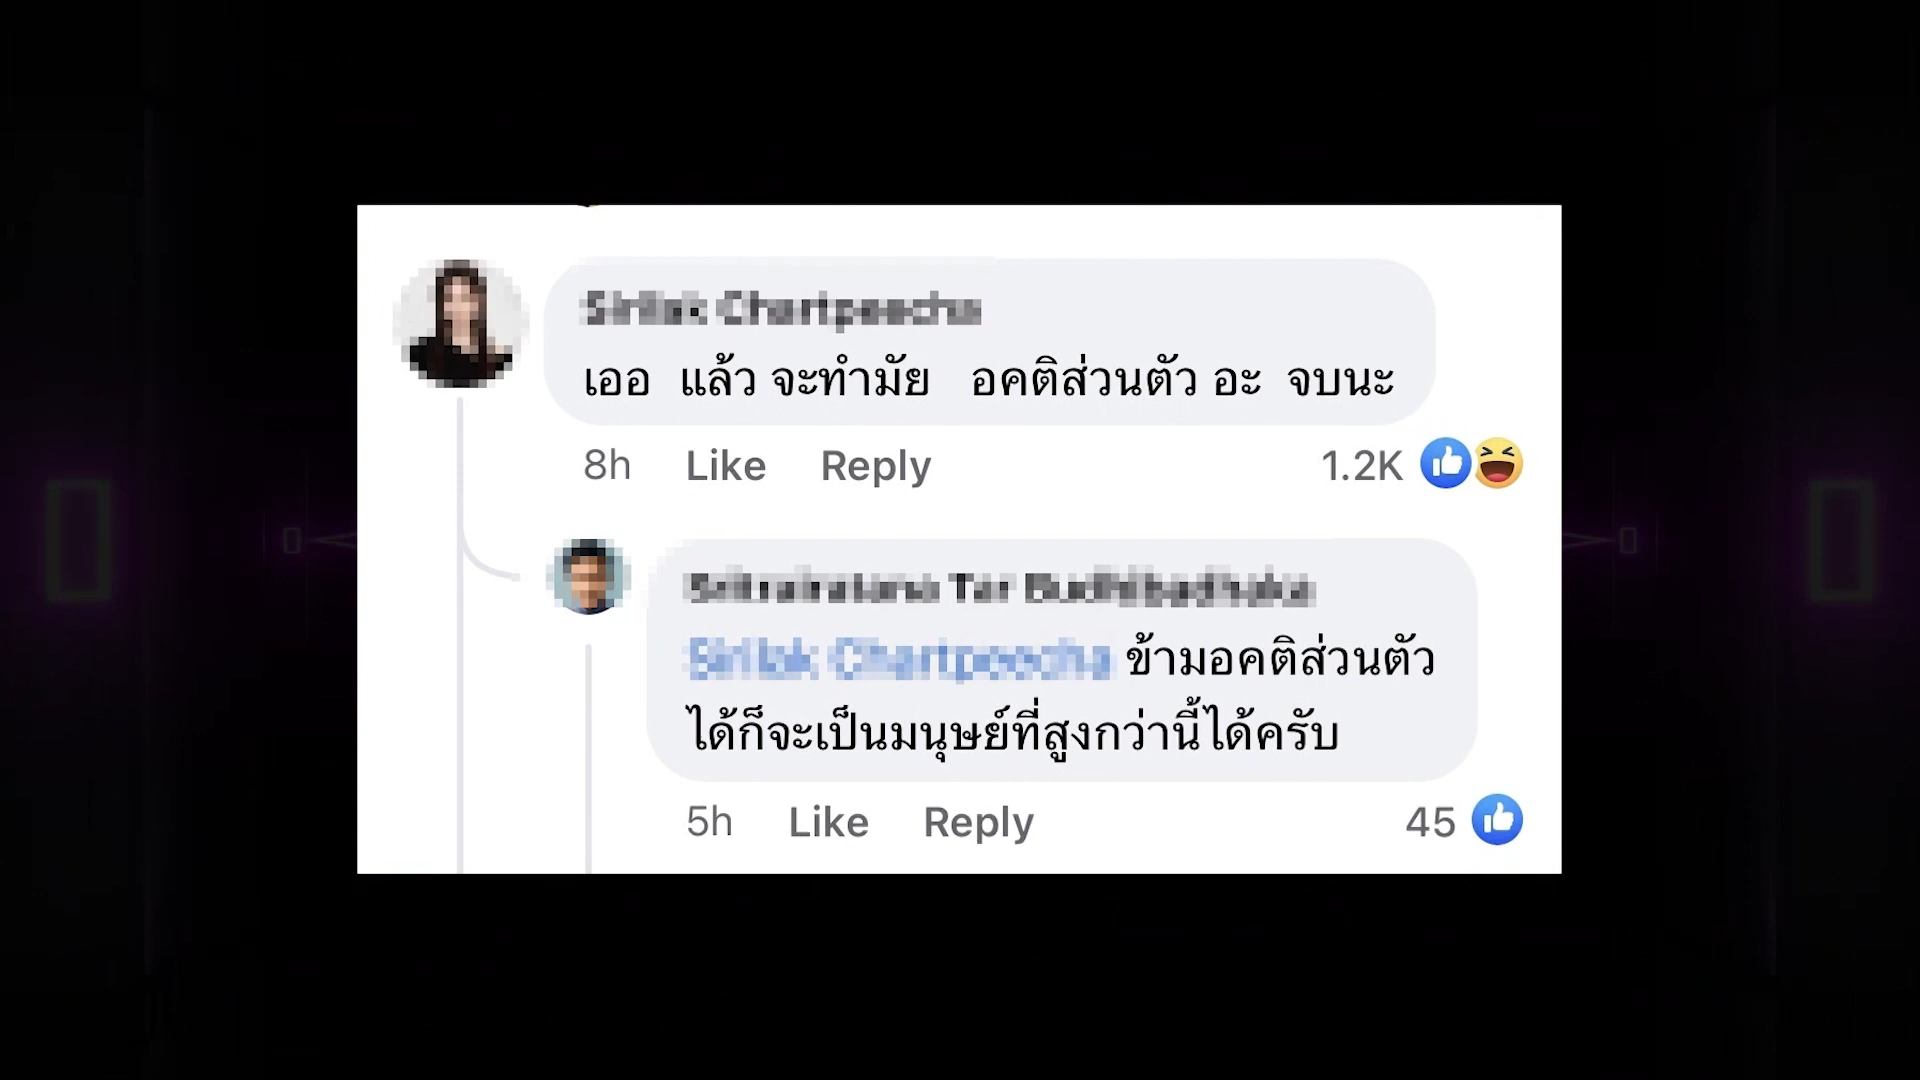 เออ แล้ว จะทำมัย อคติส่วนตัว อะ จบนะ
8h Like Reply 1.2K
ข้ามอคติส่วนตัว
ได้ก็จะเป็นมนุษย์ที่สูงกว่านี้ได้ครับ
5h Like Reply 45